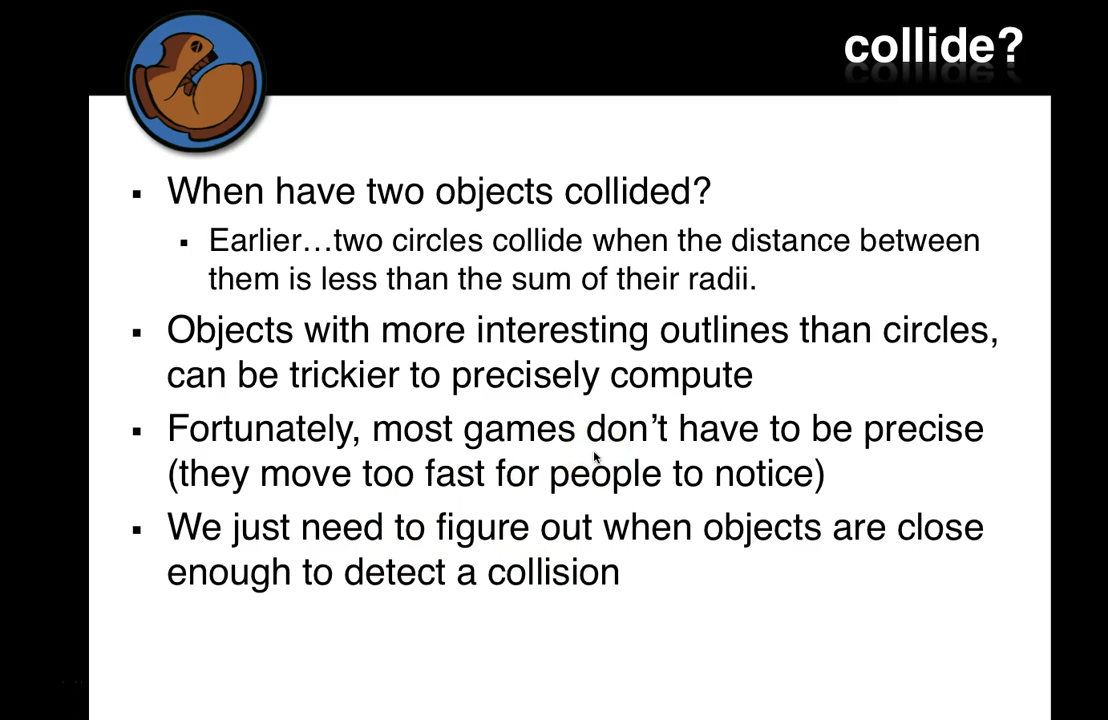 collide?
▪ When have two objects collided?
▪ Earlier…two circles collide when the distance between
them is less than the sum of their radii.
▪ Objects with more interesting outlines than circles,
can be trickier to precisely compute
▪ Fortunately, most games don’t have to be precise
(they move too fast for people to notice)
▪ We just need to figure out when objects are close
enough to detect a collision